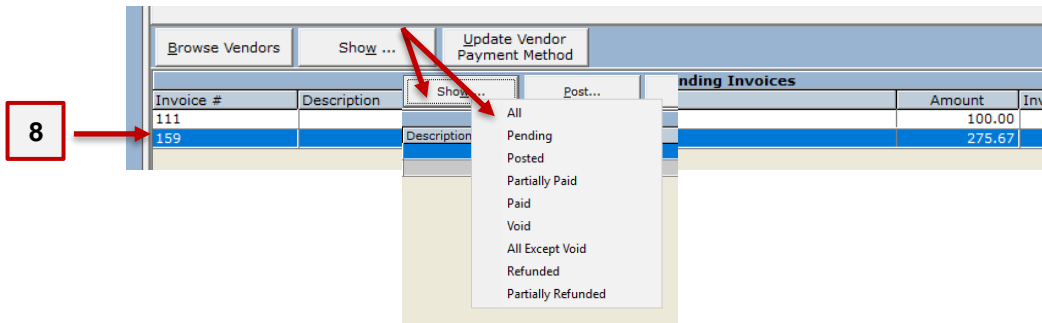 Browse Vendors Show ... Update Vendor
Payment Method
nding Invoices
Show... Post...
Invoice # Description Amount Inv
111 100.00
159 275.67
Description
8
All
Pending
Posted
Partially Paid
Paid
Void
All Except Void
Refunded
Partially Refunded